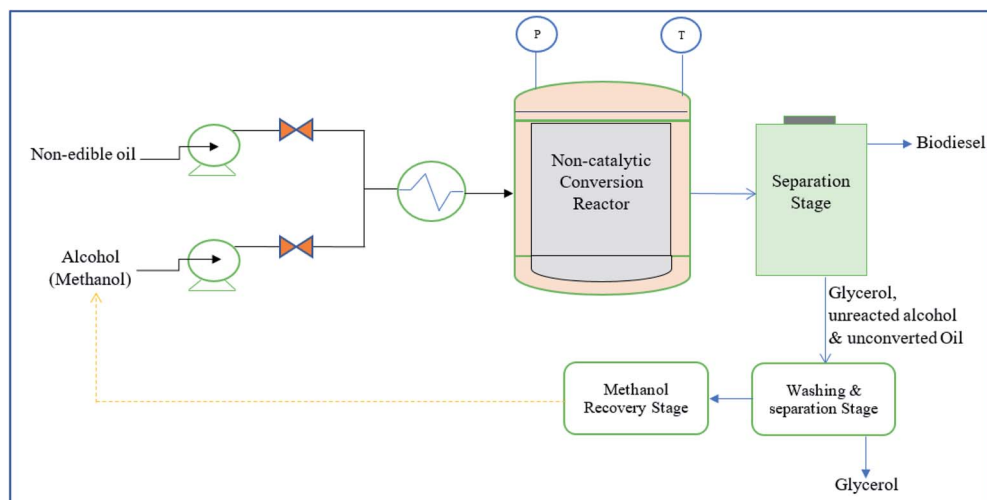 P
T
Non-edible oil
Non-catalytic
Conversion
Reactor
Separation
Stage
Biodiesel
Alcohol
(Methanol)
Glycerol,
unreacted alcohol
& unconverted Oil
Methanol
Recovery Stage
Washing &
separation Stage
Glycerol